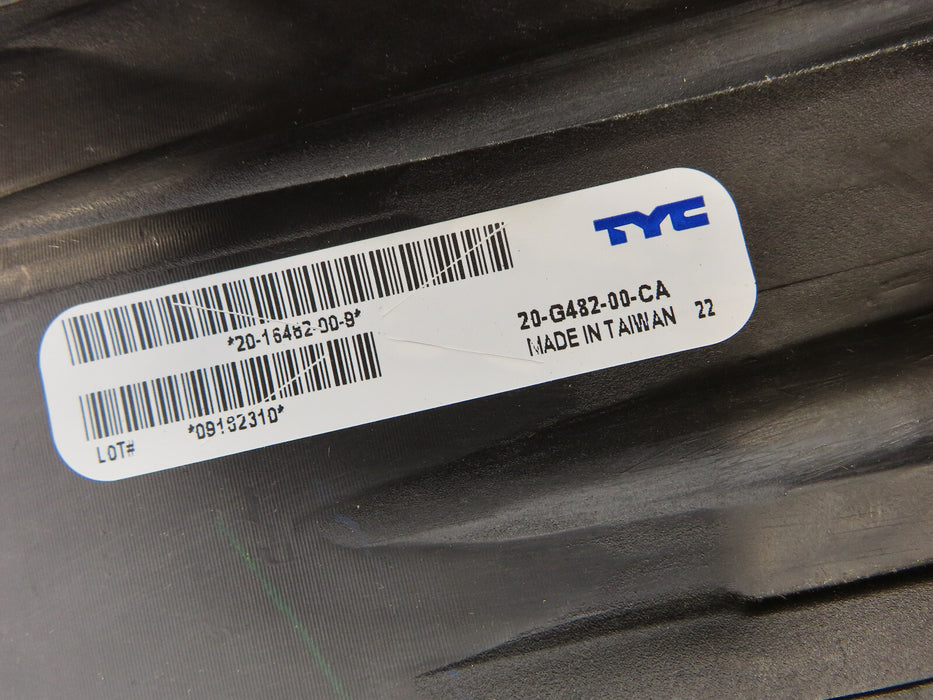 TYC
*20-16482-00-9*
20-G482-00-CA
MADE IN TAIWAN 22
*09182310*
LOT#